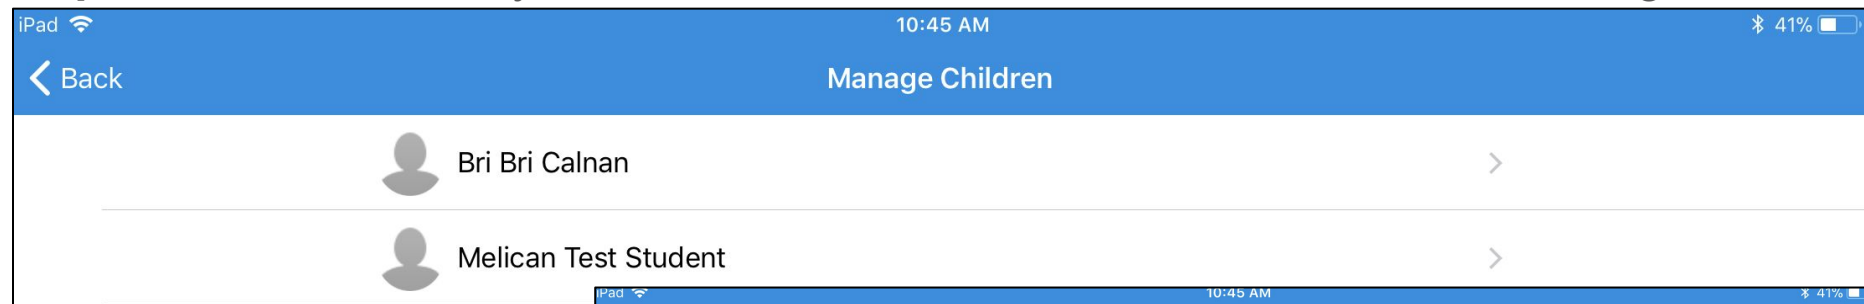 iPad 10:45 AM 41%
Back Manage Children
Bri Bri Calnan
Melican Test Student
iPad 10:45 AM 41%